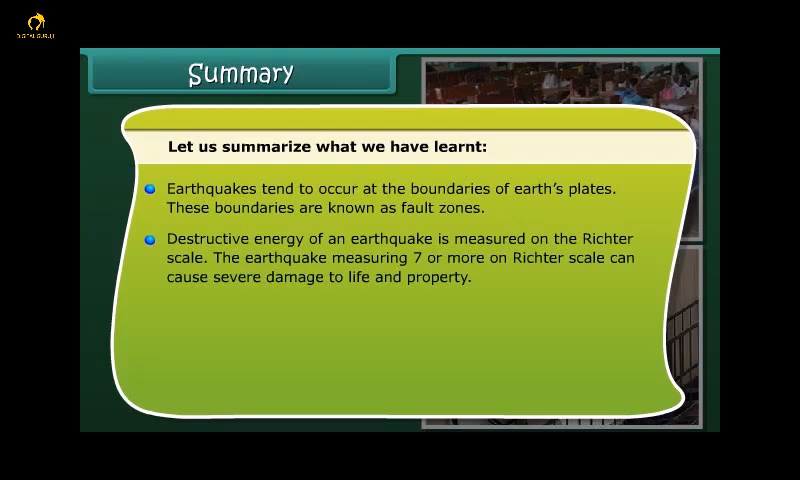 DIGITAL GURUJI
Summary
Let us summarize what we have learnt:
Earthquakes tend to occur at the boundaries of earth's plates.
These boundaries are known as fault zones.
Destructive energy of an earthquake is measured on the Richter
scale. The earthquake measuring 7 or more on Richter scale can
cause severe damage to life and property.